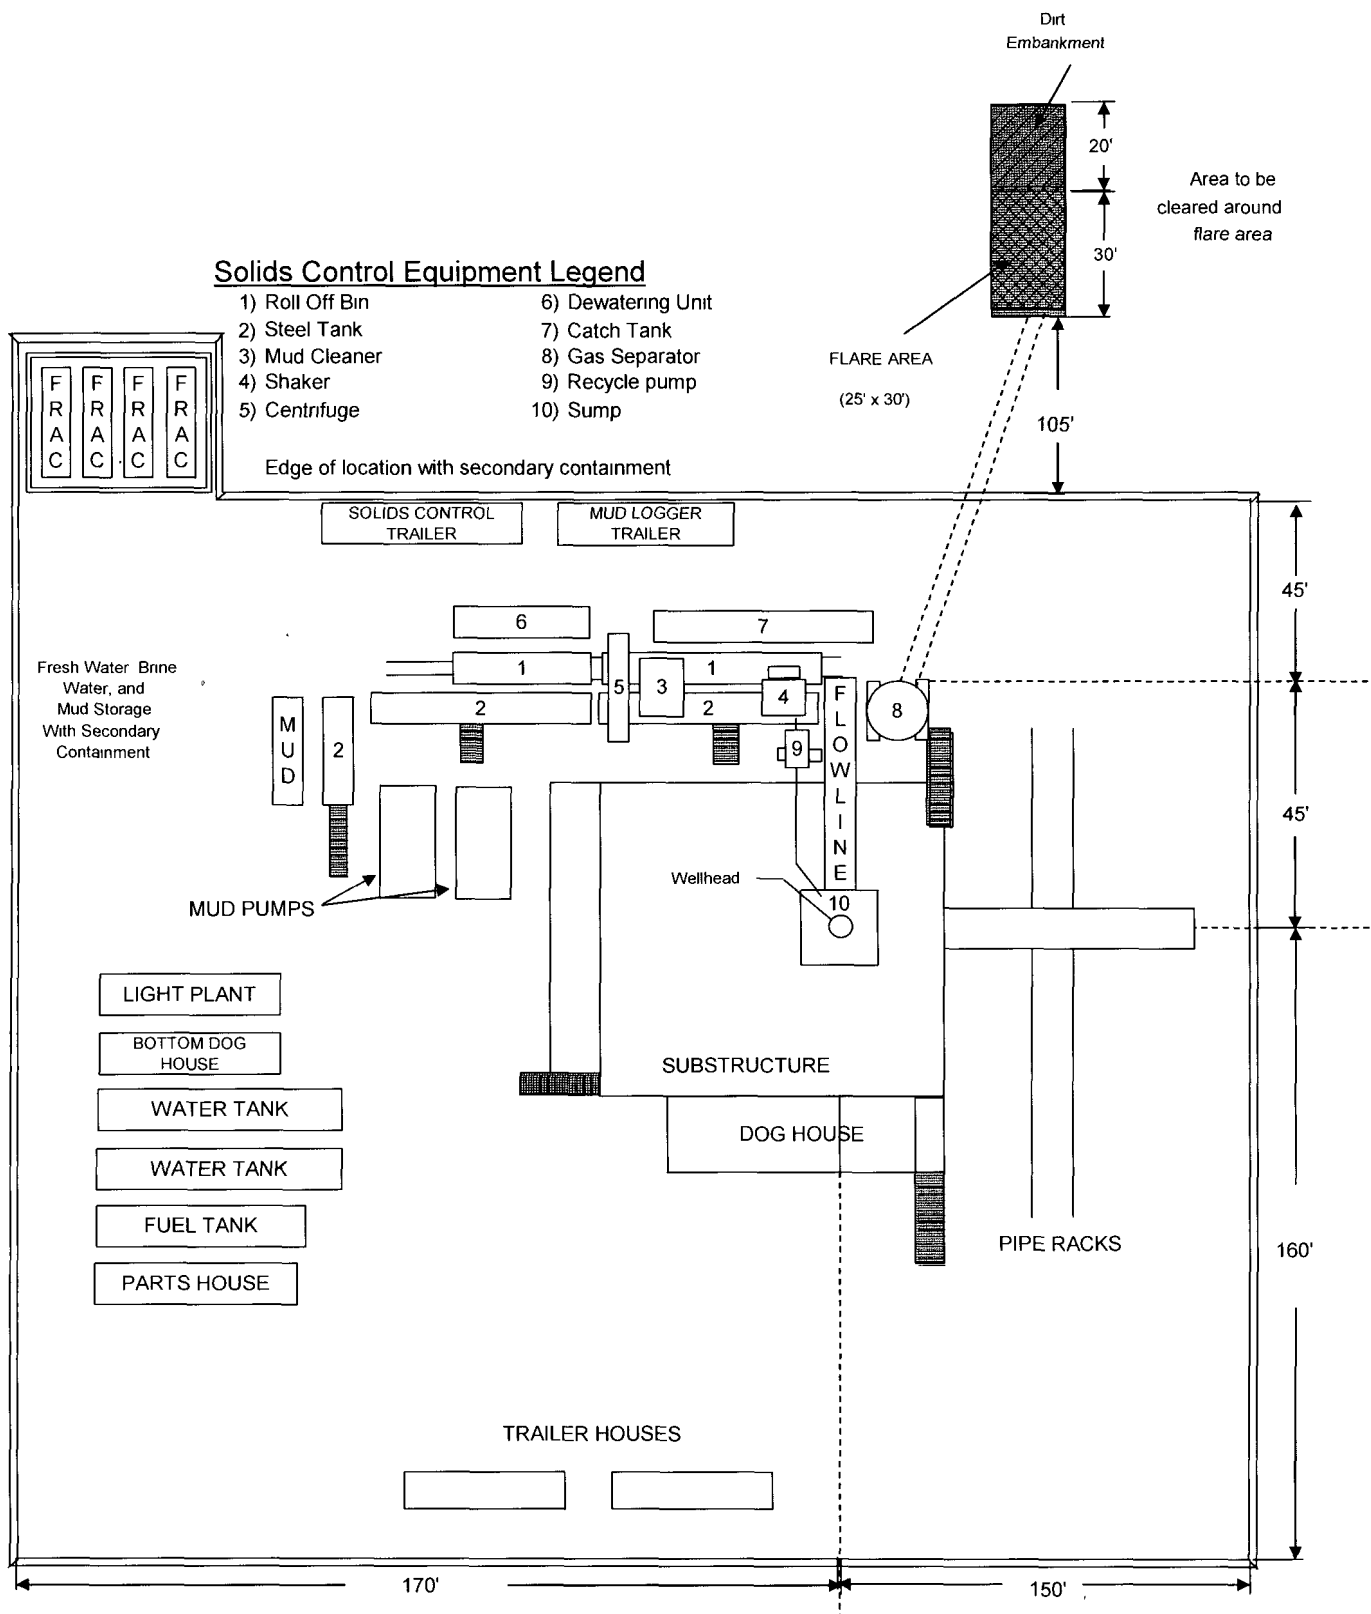 Dirt
Embankment
20'
Area to be
cleared around
flare area
30'
Solids Control Equipment Legend
1) Roll Off Bin
2) Steel Tank
3) Mud Cleaner
4) Shaker
5) Centrifuge
6) Dewatering Unit
7) Catch Tank
8) Gas Separator
9) Recycle pump
10) Sump
FLARE AREA
(25' x 30')
105'
FRAC
FRAC
FRAC
FRAC
Edge of location with secondary containment
SOLIDS CONTROL
TRAILER
MUD LOGGER
TRAILER
45'
6
7
1
1
5
3
4
2
2
8
9
Fresh Water Brine
Water, and
Mud Storage
With Secondary
Containment
MUD
2
FLOWLINE
45'
Wellhead
10
MUD PUMPS
LIGHT PLANT
BOTTOM DOG
HOUSE
WATER TANK
WATER TANK
FUEL TANK
PARTS HOUSE
SUBSTRUCTURE
DOG HOUSE
PIPE RACKS
160'
TRAILER HOUSES
170'
150'